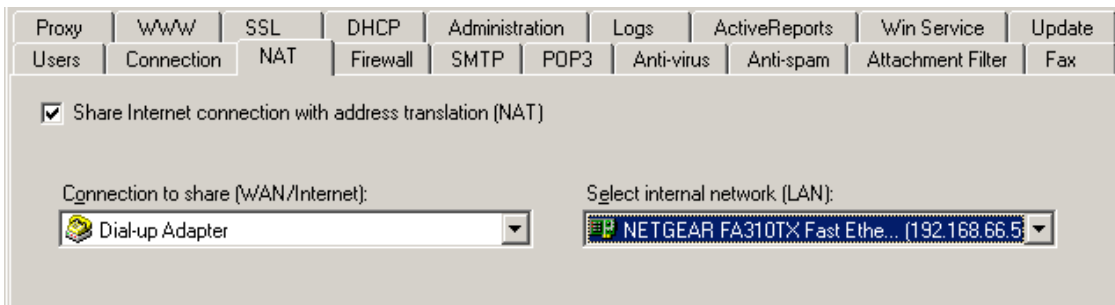 Proxy WWW SSL DHCP Administration Logs ActiveReports Win Service Update
Users Connection NAT Firewall SMTP POP3 Anti-virus Anti-spam Attachment Filter Fax
Share Internet connection with address translation (NAT)
Connection to share (WAN/Internet): Select internal network (LAN):
Dial-up Adapter NETGEAR FA310TX Fast Ethe... (192.168.66.5